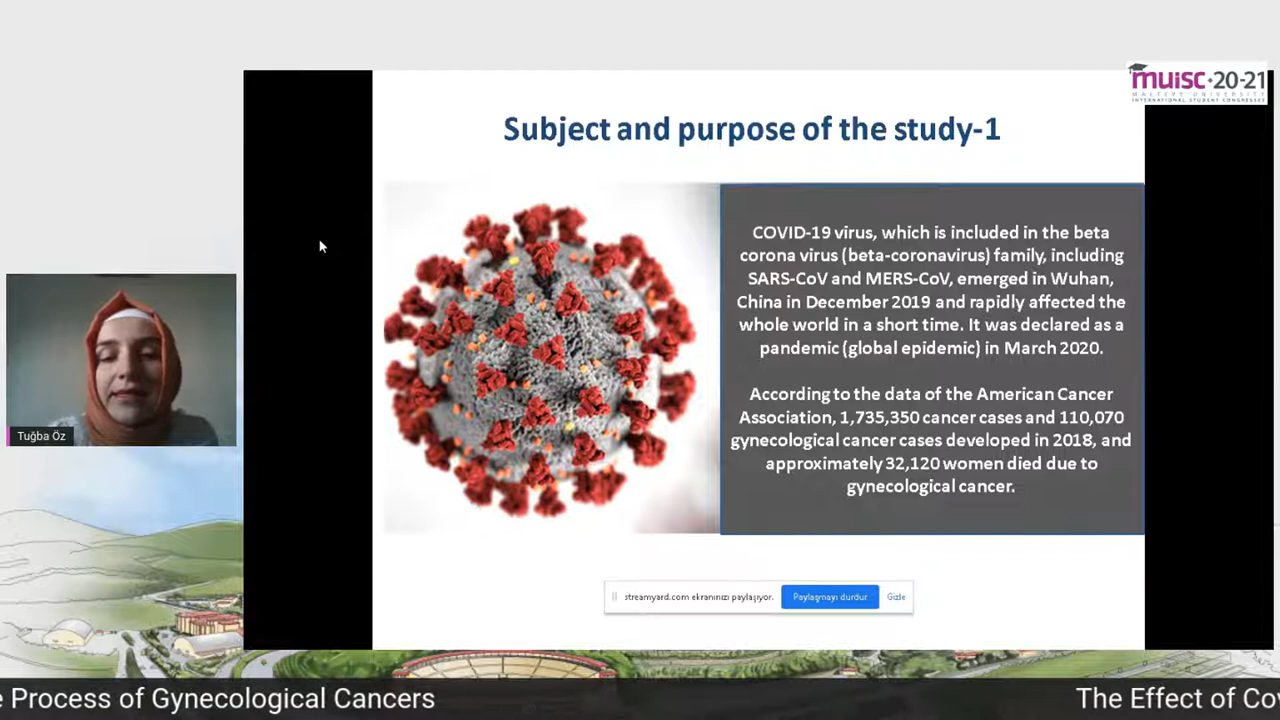 muisc·20-21
MALTEPE UNIVERSITY
INTERNATIONAL STUDENT CONGRESSES
Subject and purpose of the study-1
COVID-19 virus, which is included in the beta
corona virus (beta-coronavirus) family, including
SARS-CoV and MERS-CoV, emerged in Wuhan,
China in December 2019 and rapidly affected the
whole world in a short time. It was declared as a
pandemic (global epidemic) in March 2020.
According to the data of the American Cancer
Association, 1,735,350 cancer cases and 110,070
gynecological cancer cases developed in 2018, and
approximately 32,120 women died due to
gynecological cancer.
Tuğba Öz
streamyard.com ekranınızı paylaşıyor.
Paylaşmayı durdur
Gizle
e Process of Gynecological Cancers
The Effect of Cov